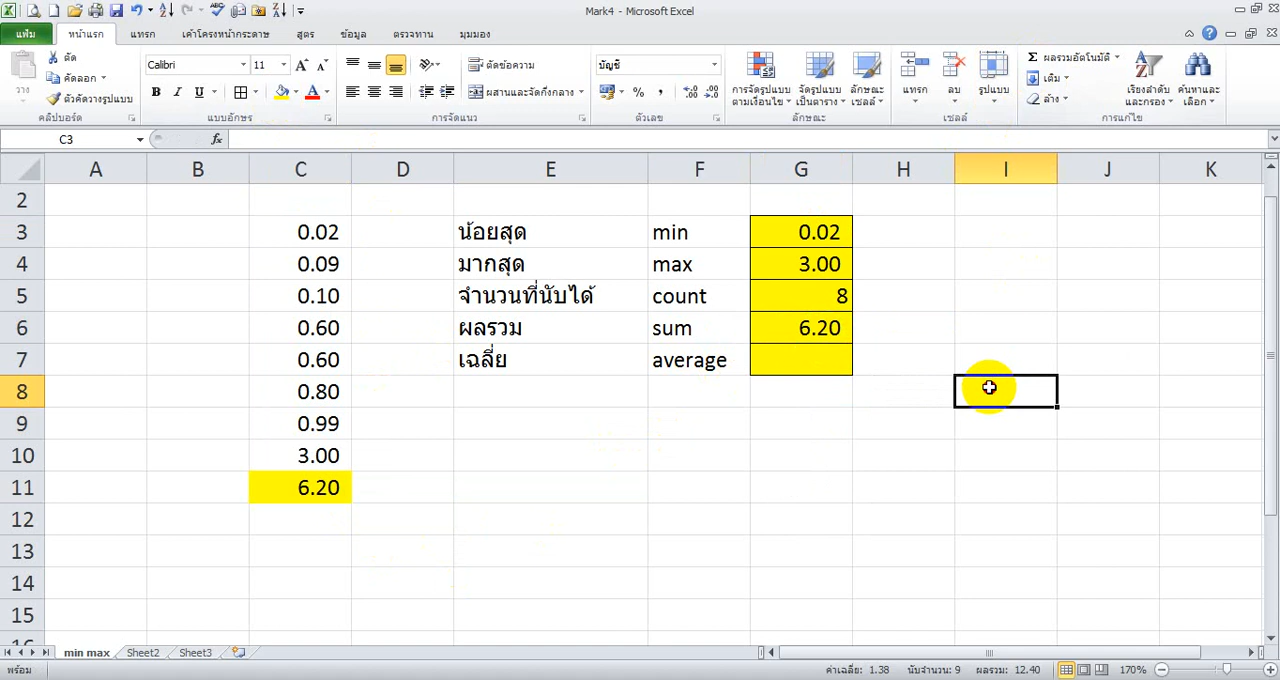 Mark4 - Microsoft Excel
แฟ้ม หน้าแรก แทรก เค้าโครงหน้ากระดาษ สูตร ข้อมูล ตรวจทาน มุมมอง
วาง
ตัด
คัดลอก
ตัวคัดวางรูปแบบ
คลิปบอร์ด
Calibri 11
B I U A
แบบอักษร
ตัดข้อความ
ผสานและจัดกึ่งกลาง
การจัดแนว
บัญชี
% ,
ตัวเลข
การจัดรูปแบบ ตามเงื่อนไข
จัดรูปแบบ เป็นตาราง
ลักษณะ เซลล์
ลักษณะ
แทรก ลบ รูปแบบ
เซลล์
Σ ผลรวมอัตโนมัติ
เติม
ล้าง
เรียงลำดับ และกรอง
ค้นหาและ เลือก
การแก้ไข
C3 fx
A B C D E F G H I J K
2
3 0.02 น้อยสุด min 0.02
4 0.09 มากสุด max 3.00
5 0.10 จำนวนที่นับได้ count 8
6 0.60 ผลรวม sum 6.20
7 0.60 เฉลี่ย average
8 0.80
9 0.99
10 3.00
11 6.20
12
13
14
15
min max Sheet2 Sheet3
พร้อม ค่าเฉลี่ย: 1.38 นับจำนวน: 9 ผลรวม: 12.40 170%